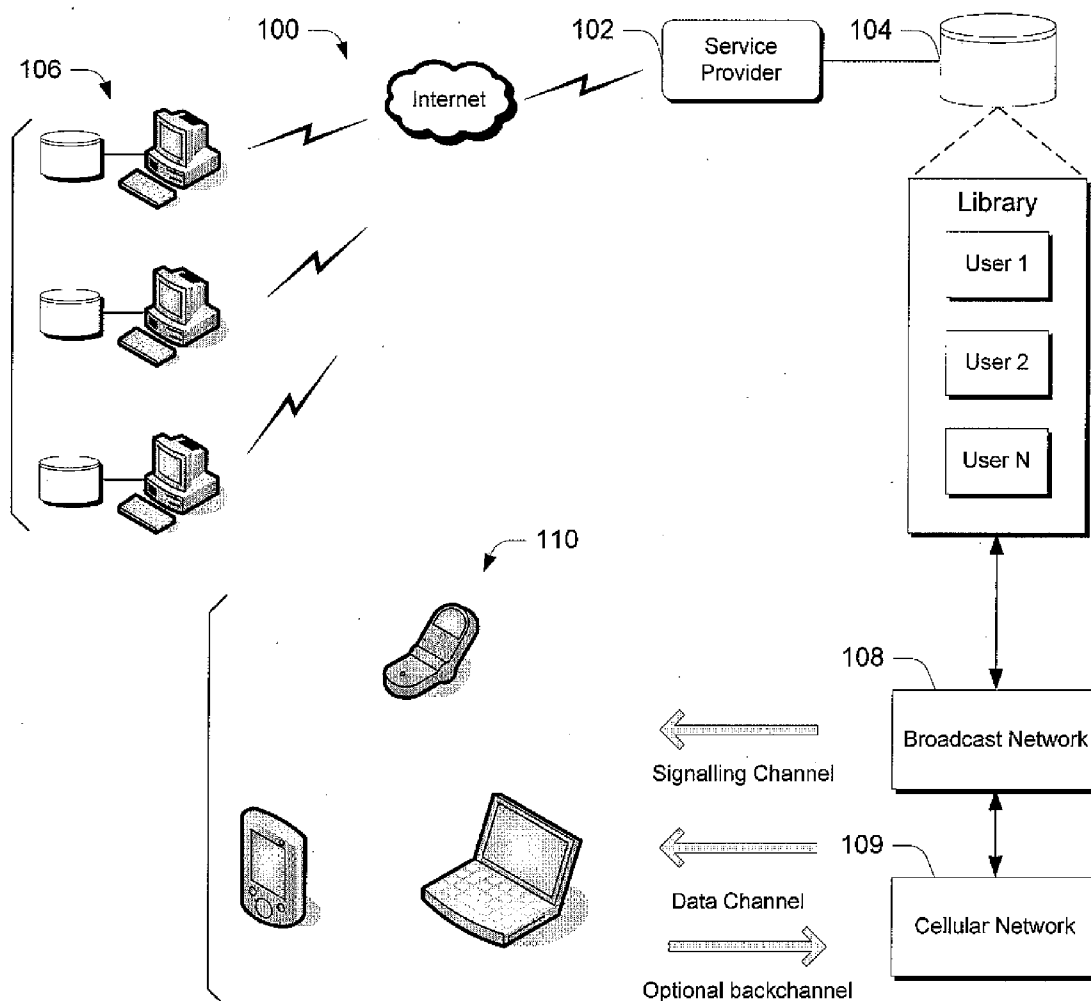 100
102
104
106
Service
Provider
Internet
Library
User 1
User 2
User N
110
108
Broadcast Network
Signalling Channel
109
Data Channel
Cellular Network
Optional backchannel